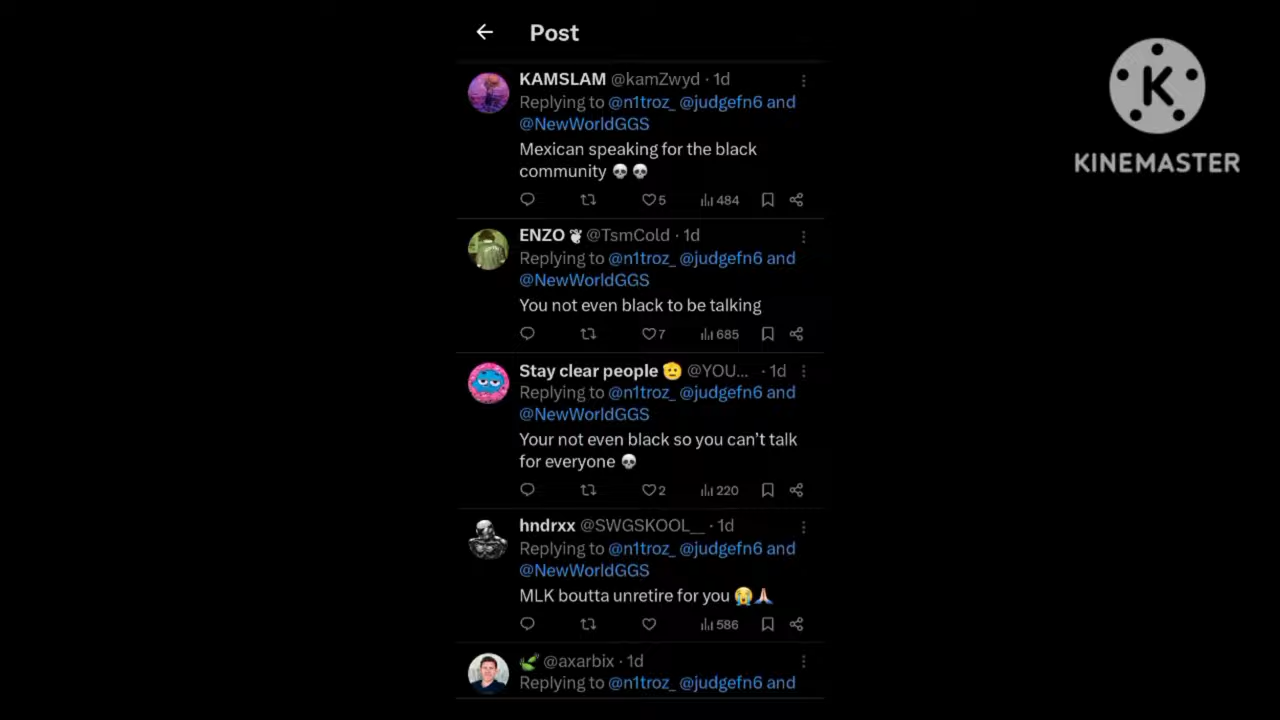 Post
KAMSLAM @kamZwyd · 1d
Replying to @n1troz_ @judgefn6 and
@NewWorldGGS
Mexican speaking for the black
community 💀💀
5 484
ENZO ❦ @TsmCold · 1d
Replying to @n1troz_ @judgefn6 and
@NewWorldGGS
You not even black to be talking
7 685
Stay clear people 🫡 @YOU... · 1d
Replying to @n1troz_ @judgefn6 and
@NewWorldGGS
Your not even black so you can’t talk
for everyone 💀
2 220
hndrxx @SWGSKOOL__ · 1d
Replying to @n1troz_ @judgefn6 and
@NewWorldGGS
MLK boutta unretire for you 😭🙏🏻
586
@axarbix · 1d
Replying to @n1troz_ @judgefn6 and
K
KINEMASTER